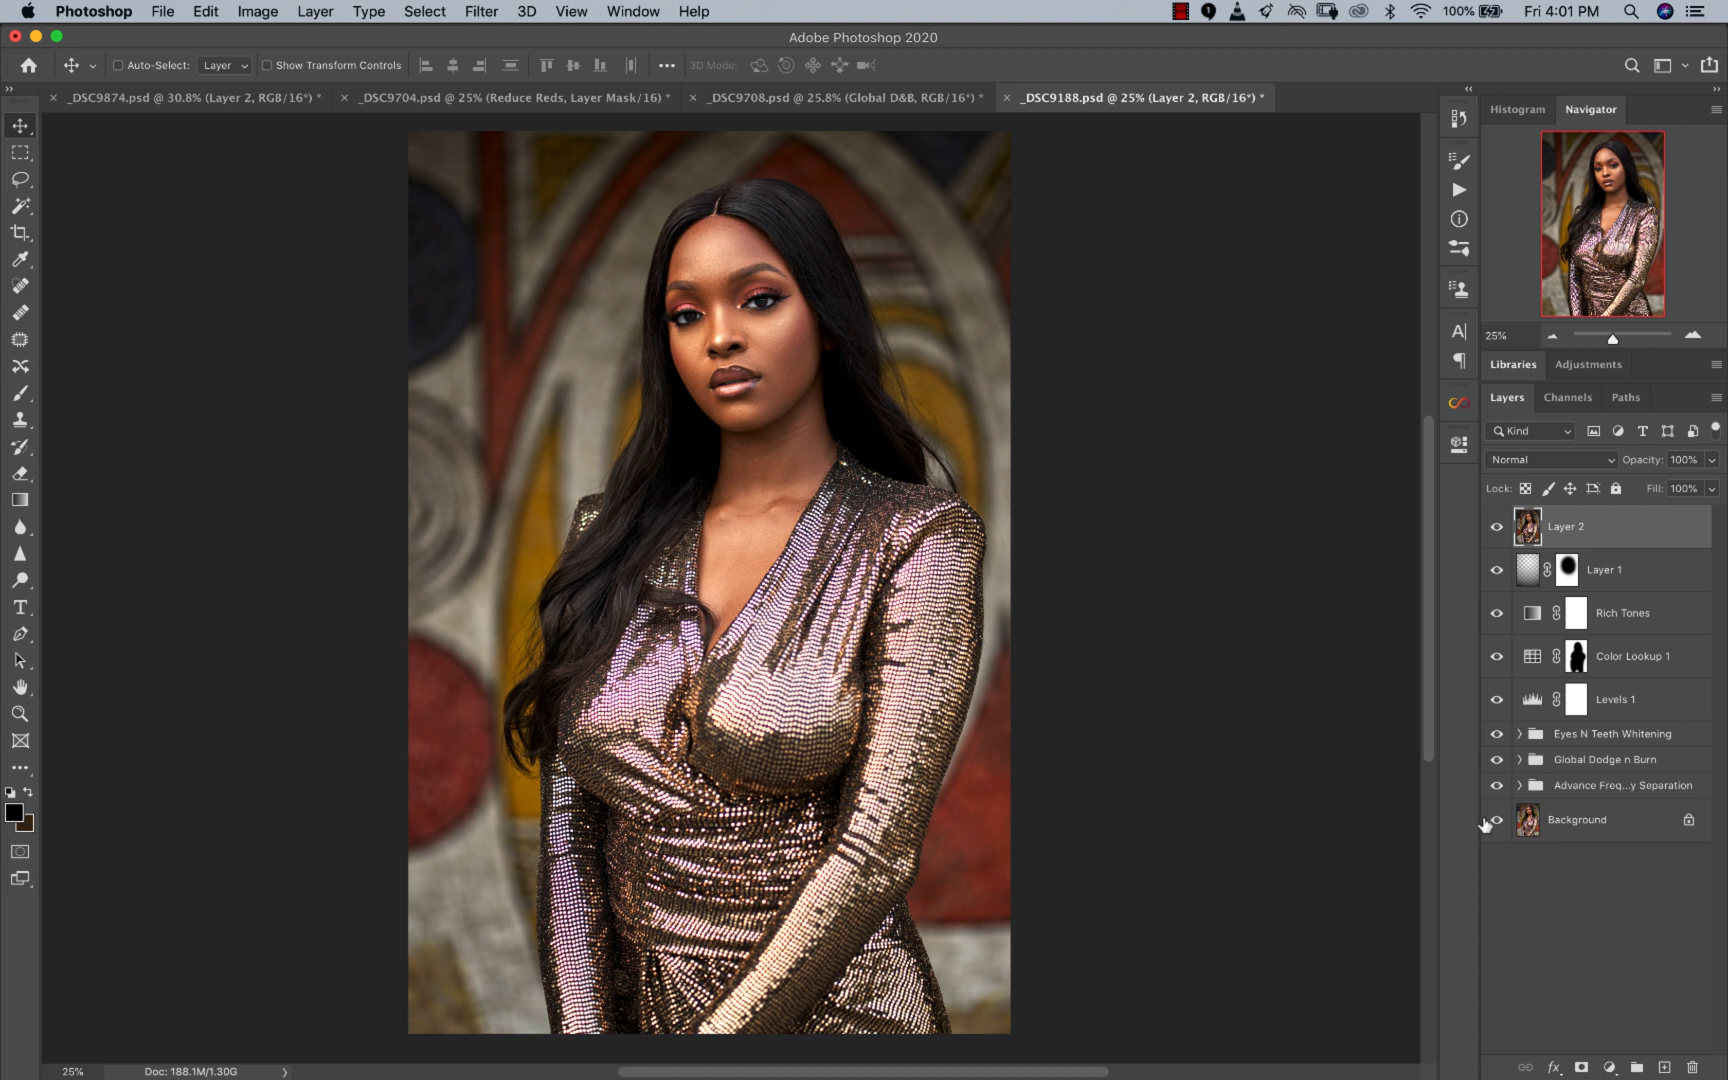 Photoshop File Edit Image Layer Type Select Filter 3D View Window Help 100% Fri 4:01 PM
Adobe Photoshop 2020
Auto-Select: Layer Show Transform Controls 3D Mode:
_DSC9874.psd @ 30.8% (Layer 2, RGB/16*) * _DSC9704.psd @ 25% (Reduce Reds, Layer Mask/16) * _DSC9708.psd @ 25.8% (Global D&B, RGB/16*) * _DSC9188.psd @ 25% (Layer 2, RGB/16*) *
Histogram Navigator
25%
Libraries Adjustments
Layers Channels Paths
Kind
Normal Opacity: 100%
Lock: Fill: 100%
Layer 2
Layer 1
Rich Tones
Color Lookup 1
Levels 1
Eyes N Teeth Whitening
Global Dodge n Burn
Advance Freq...y Separation
Background
25% Doc: 188.1M/1.30G